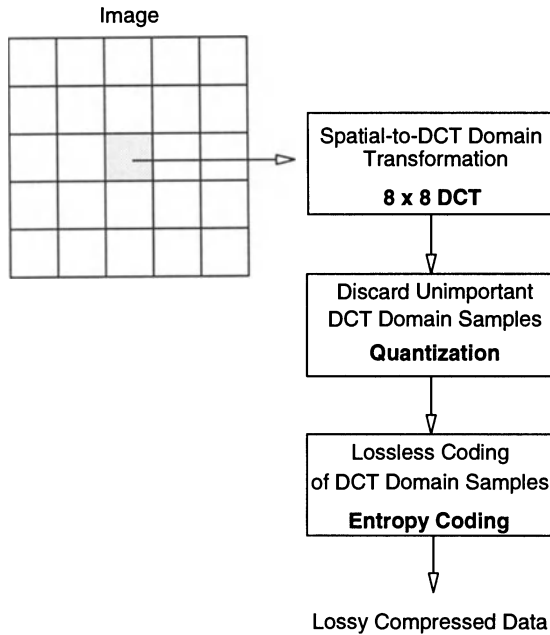 Image
Spatial-to-DCT Domain
Transformation
8 x 8 DCT
Discard Unimportant
DCT Domain Samples
Quantization
Lossless Coding
of DCT Domain Samples
Entropy Coding
Lossy Compressed Data